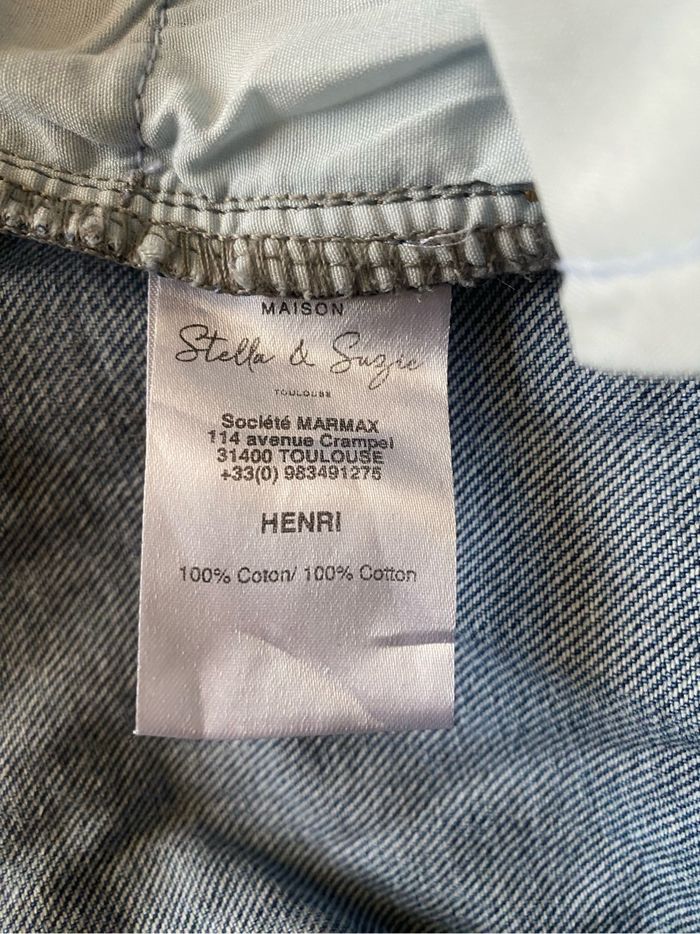 MAISON
Stella & Suzie
TOULOUSE
Société MARMAX
114 avenue Crampel
31400 TOULOUSE
+33(0) 983491275
HENRI
100% Coton/ 100% Cotton